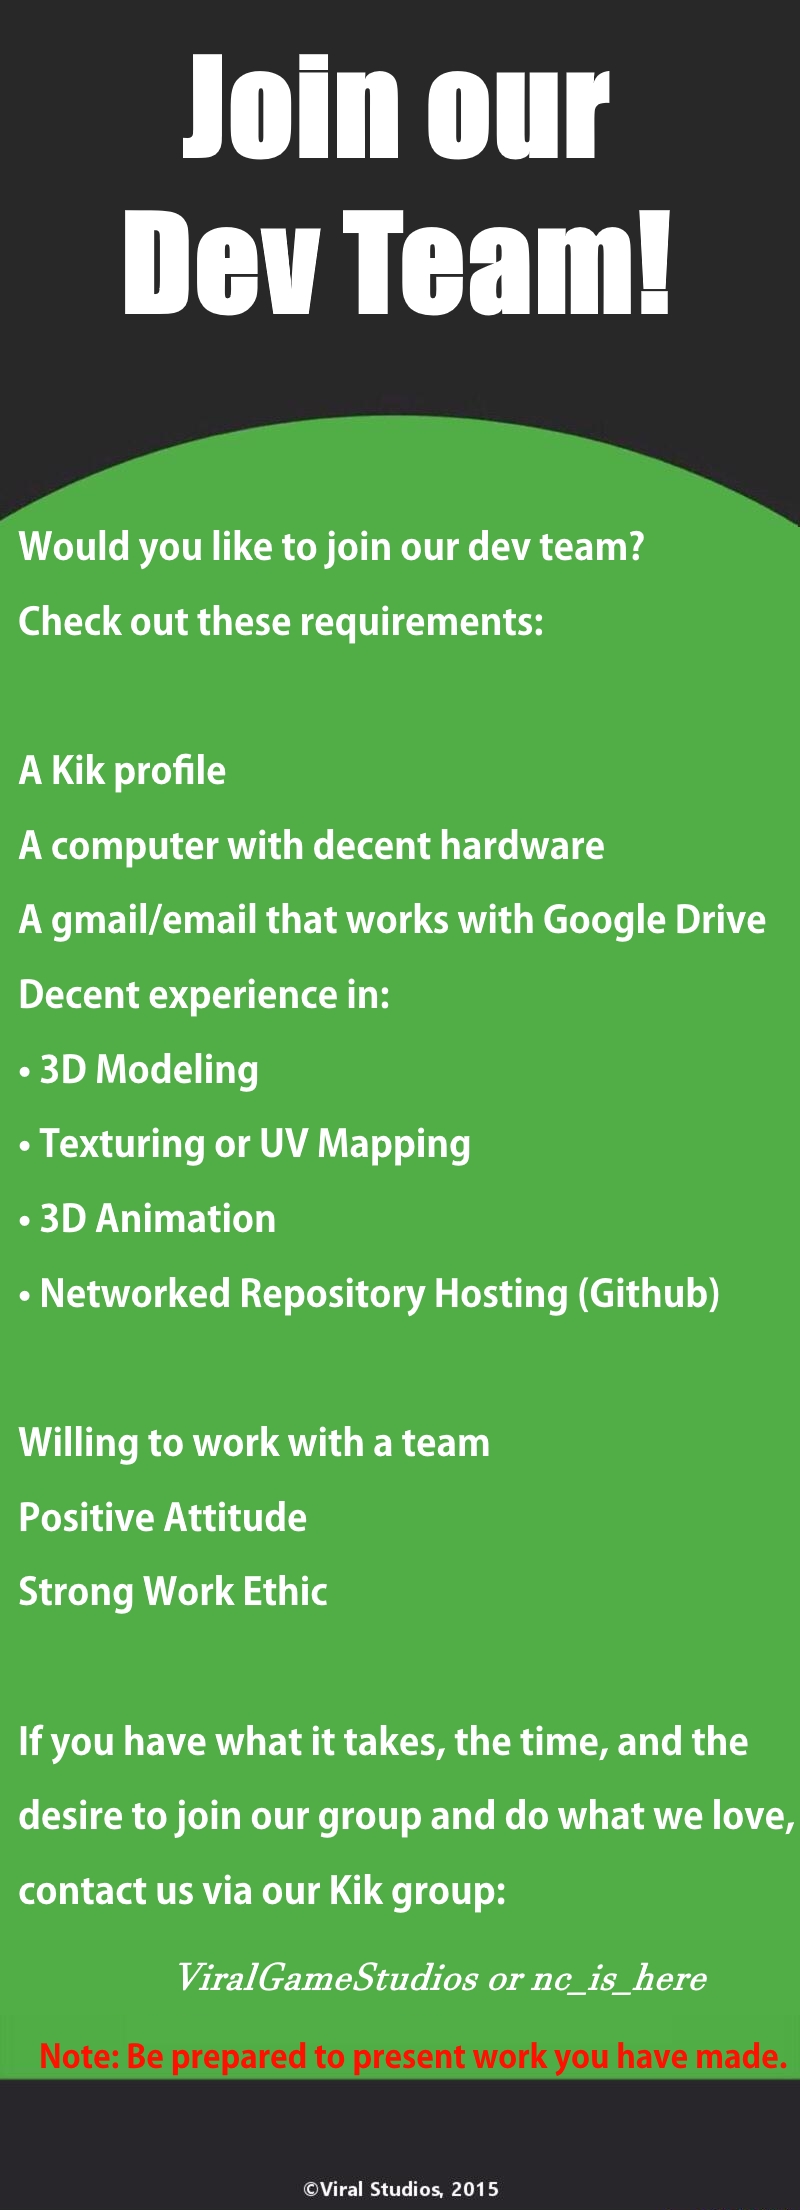 Join our
Dev Team!
Would you like to join our dev team?
Check out these requirements:
A Kik profile
A computer with decent hardware
A gmail/email that works with Google Drive
Decent experience in:
• 3D Modeling
• Texturing or UV Mapping
• 3D Animation
• Networked Repository Hosting (Github)
Willing to work with a team
Positive Attitude
Strong Work Ethic
If you have what it takes, the time, and the
desire to join our group and do what we love,
contact us via our Kik group:
ViralGameStudios or nc_is_here
Note: Be prepared to present work you have made.
©Viral Studios, 2015